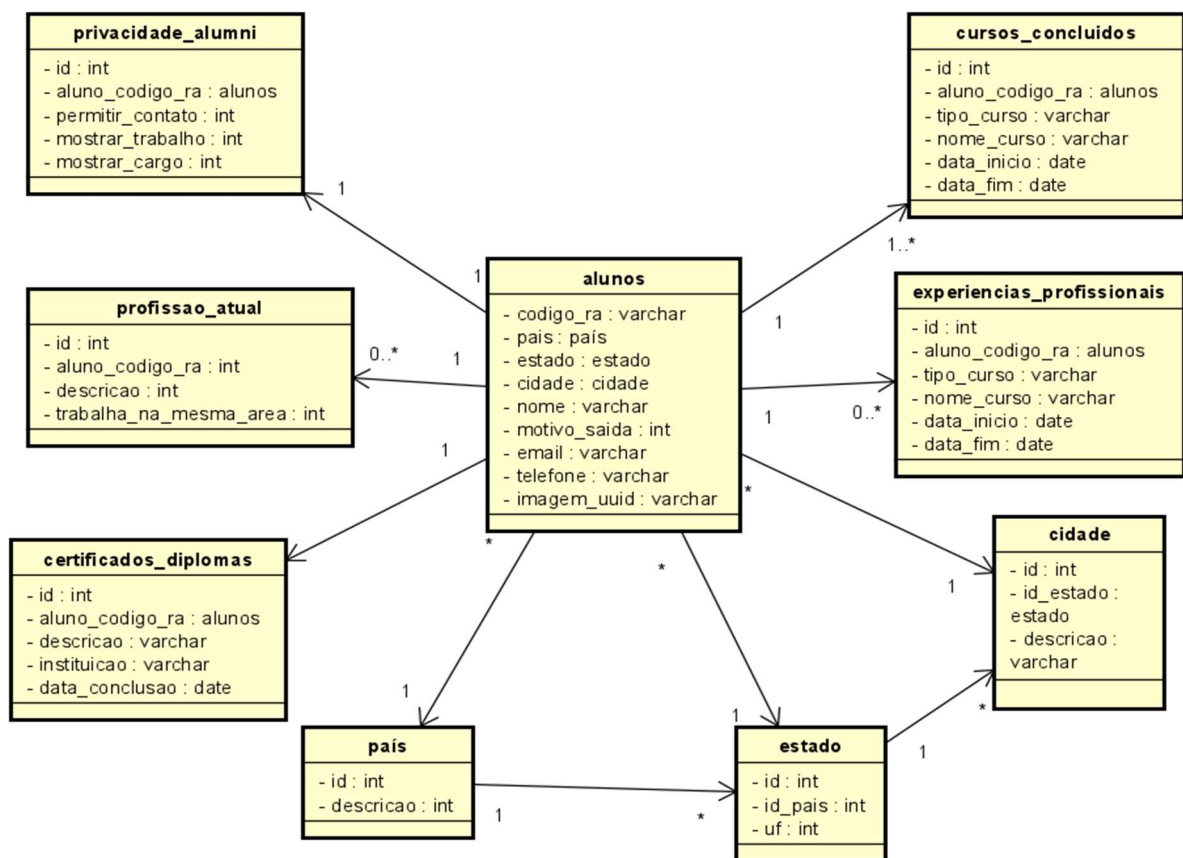 privacidade_alumni
- id : int
- aluno_codigo_ra : alunos
- permitir_contato : int
- mostrar_trabalho : int
- mostrar_cargo : int
cursos_concluidos
- id : int
- aluno_codigo_ra : alunos
- tipo_curso : varchar
- nome_curso : varchar
- data_inicio : date
- data_fim : date
1
1..*
1
1
alunos
- codigo_ra : varchar
- pais : país
- estado : estado
- cidade : cidade
- nome : varchar
- motivo_saida : int
- email : varchar
- telefone : varchar
- imagem_uuid : varchar
profissao_atual
- id : int
- aluno_codigo_ra : int
- descricao : int
- trabalha_na_mesma_area : int
0..*
1
experiencias_profissionais
- id : int
- aluno_codigo_ra : alunos
- tipo_curso : varchar
- nome_curso : varchar
- data_inicio : date
- data_fim : date
1
0..*
1
certificados_diplomas
- id : int
- aluno_codigo_ra : alunos
- descricao : varchar
- instituicao : varchar
- data_conclusao : date
*
*
*
1
cidade
- id : int
- id_estado :
estado
- descricao :
varchar
1
1
país
- id : int
- descricao : int
1
*
estado
- id : int
- id_pais : int
- uf : int
1
*